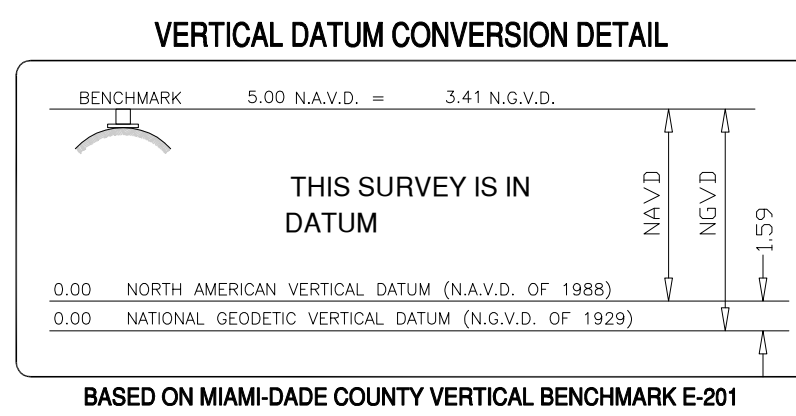 VERTICAL DATUM CONVERSION DETAIL
BENCHMARK 5.00 N.A.V.D. = 3.41 N.G.V.D.
THIS SURVEY IS IN
DATUM
NAVD
NGVD
1.59
0.00 NORTH AMERICAN VERTICAL DATUM (N.A.V.D. OF 1988)
0.00 NATIONAL GEODETIC VERTICAL DATUM (N.G.V.D. OF 1929)
BASED ON MIAMI-DADE COUNTY VERTICAL BENCHMARK E-201